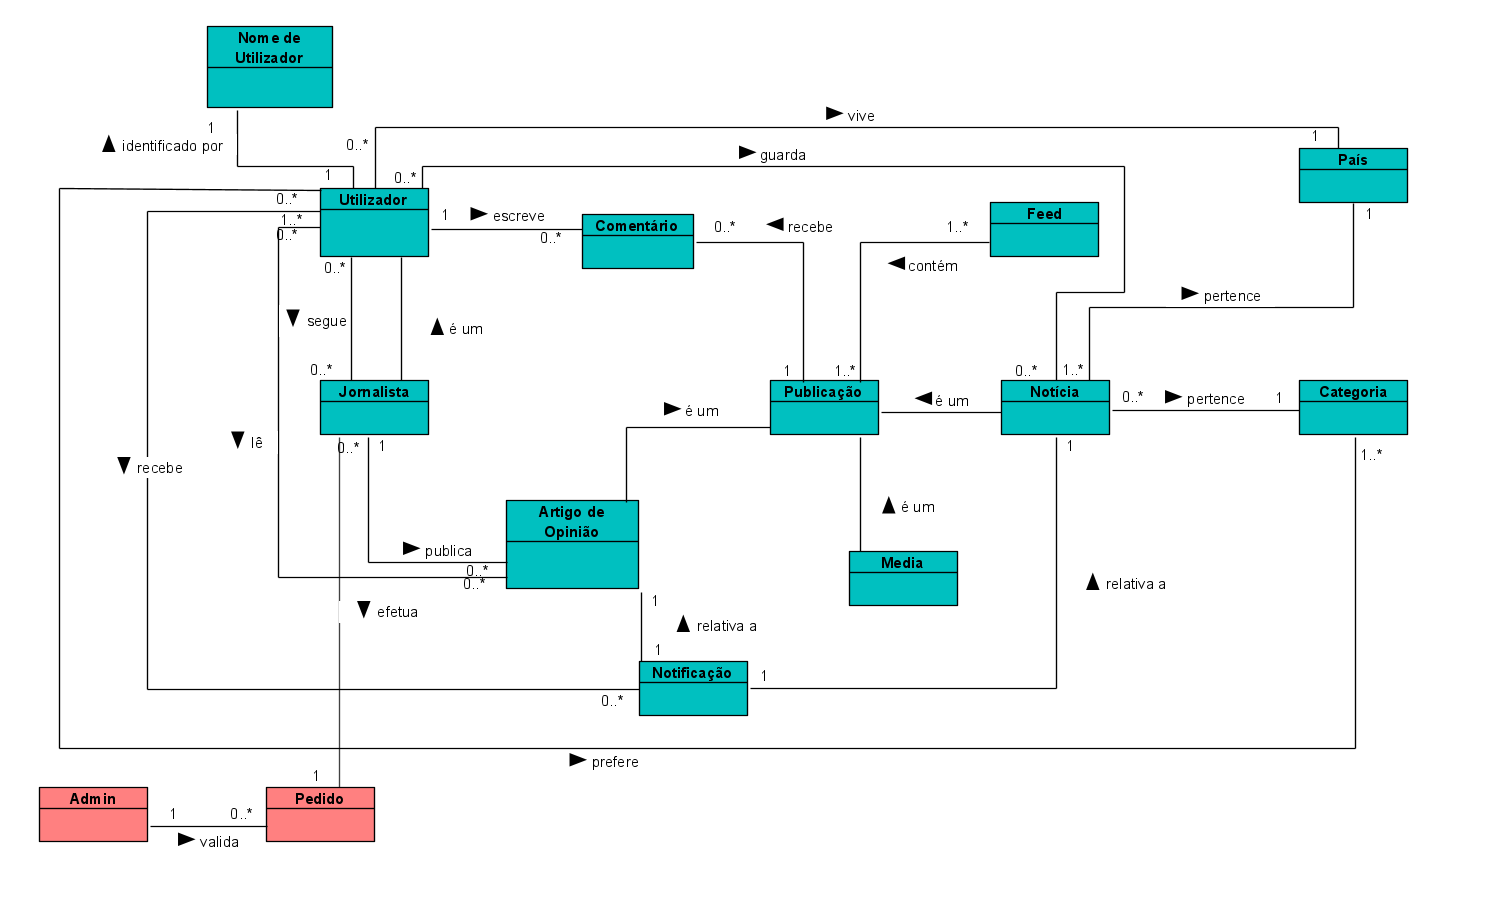 Nome de
Utilizador
1
identificado por
1
0..*
vive
1
País
1
0..*
guarda
0..*
Utilizador
1..*
0..*
1
escreve
0..*
Comentário
0..*
recebe
1..*
Feed
contém
0..*
segue
é um
pertence
0..*
Jornalista
0..*
1
1
1..*
Publicação
é um
0..*
1..*
Notícia
0..*
pertence
1
Categoria
1..*
é um
lê
recebe
1
Artigo de
Opinião
é um
Media
publica
0..*
0..*
relativa a
efetua
1
relativa a
1
Notificação
1
0..*
prefere
1
Admin
1
0..*
Pedido
valida